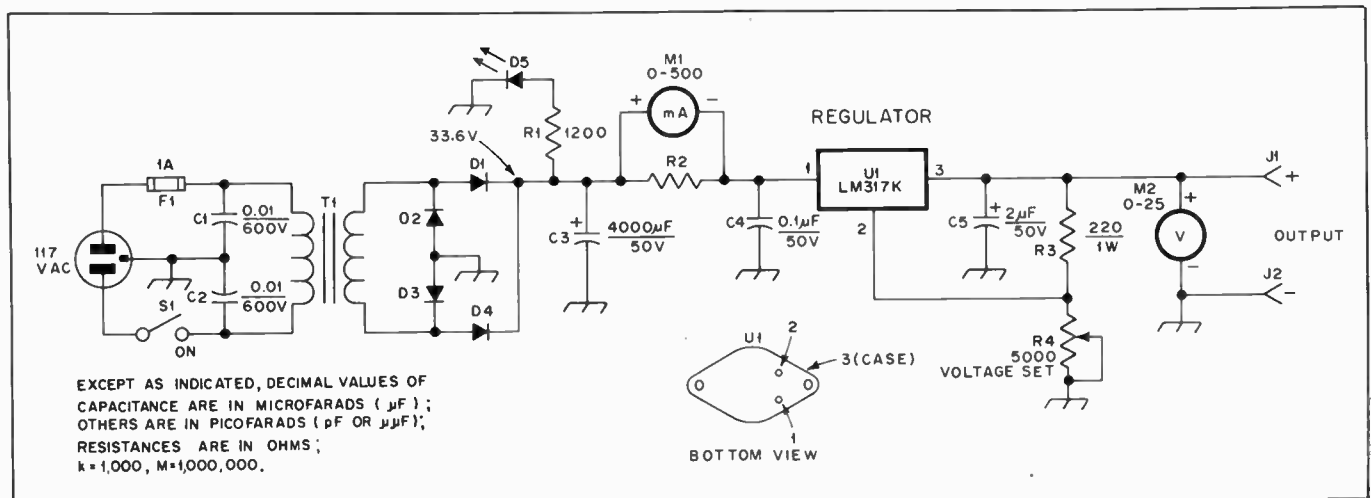 D5
M1
0-500
+ mA -
33.6V
R1 1200
REGULATOR
1A
F1
D1
R2
1 U1 3
LM317K
2
J1
+
C1 0.01
600V
T1
D2
C3 + 4000µF
50V
C4 0.1µF
50V
C5 + 2µF
50V
220
1W
R3
M2
0-25
+
V
-
OUTPUT
117
VAC
C2 0.01
600V
D3
D4
J2
-
S1
ON
R4
5000
VOLTAGE SET
U1
2
3 (CASE)
1
BOTTOM VIEW
EXCEPT AS INDICATED, DECIMAL VALUES OF
CAPACITANCE ARE IN MICROFARADS ( µF ) ;
OTHERS ARE IN PICOFARADS ( pF OR µµF);
RESISTANCES ARE IN OHMS ;
k = 1,000 , M=1,000,000.